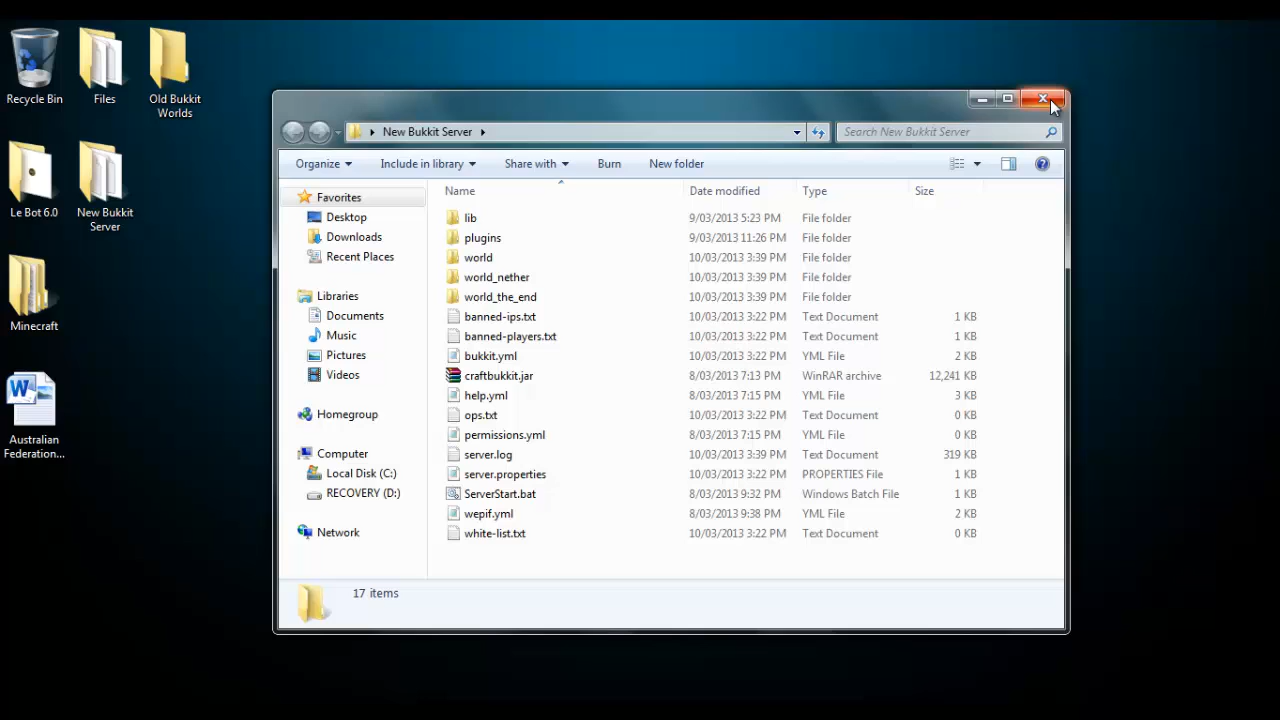 Recycle Bin
Files
Old Bukkit
Worlds
Le Bot 6.0
New Bukkit
Server
Minecraft
Australian
Federation...
New Bukkit Server
Search New Bukkit Server
Organize Include in library Share with Burn New folder
Favorites
Desktop
Downloads
Recent Places
Libraries
Documents
Music
Pictures
Videos
Homegroup
Computer
Local Disk (C:)
RECOVERY (D:)
Network
Name Date modified Type Size
lib 9/03/2013 5:23 PM File folder
plugins 9/03/2013 11:26 PM File folder
world 10/03/2013 3:39 PM File folder
world_nether 10/03/2013 3:39 PM File folder
world_the_end 10/03/2013 3:39 PM File folder
banned-ips.txt 10/03/2013 3:22 PM Text Document 1 KB
banned-players.txt 10/03/2013 3:22 PM Text Document 1 KB
bukkit.yml 10/03/2013 3:22 PM YML File 2 KB
craftbukkit.jar 8/03/2013 7:13 PM WinRAR archive 12,241 KB
help.yml 8/03/2013 7:15 PM YML File 3 KB
ops.txt 10/03/2013 3:22 PM Text Document 0 KB
permissions.yml 8/03/2013 7:15 PM YML File 0 KB
server.log 10/03/2013 3:39 PM Text Document 319 KB
server.properties 10/03/2013 3:22 PM PROPERTIES File 1 KB
ServerStart.bat 8/03/2013 9:32 PM Windows Batch File 1 KB
wepif.yml 8/03/2013 9:38 PM YML File 2 KB
white-list.txt 10/03/2013 3:22 PM Text Document 0 KB
17 items